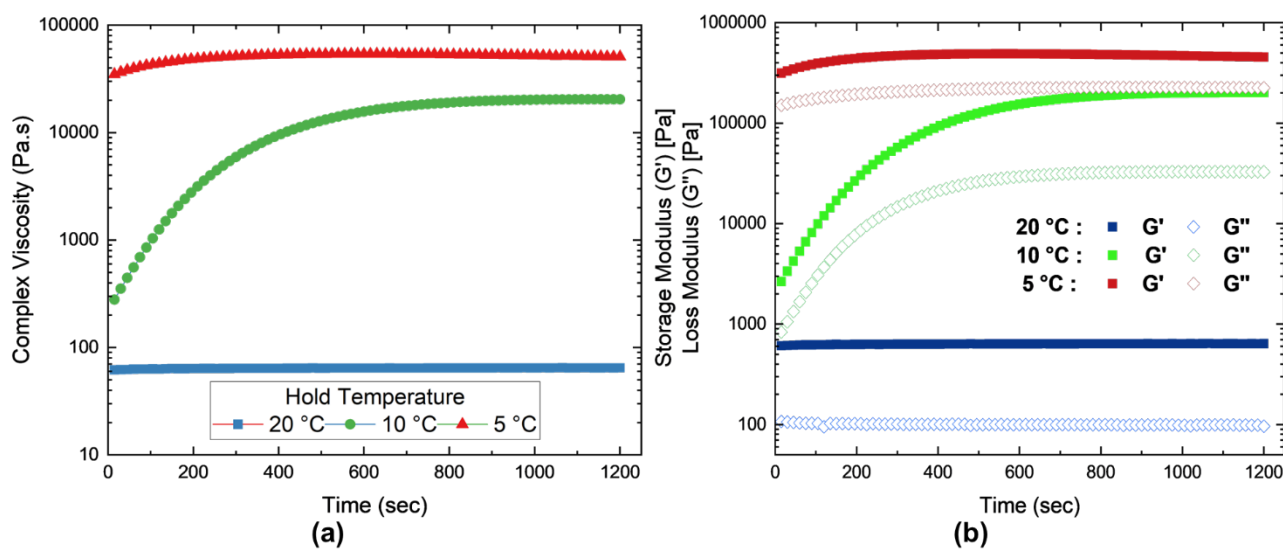 100000
10000
1000
100
10
Complex Viscosity (Pa.s)
Hold Temperature
20 °C 10 °C 5 °C
0 200 400 600 800 1000 1200
Time (sec)
(a)
1000000
100000
10000
1000
100
Storage Modulus (G') [Pa]
Loss Modulus (G'') [Pa]
20 °C : G' G''
10 °C : G' G''
5 °C : G' G''
0 200 400 600 800 1000 1200
Time (sec)
(b)